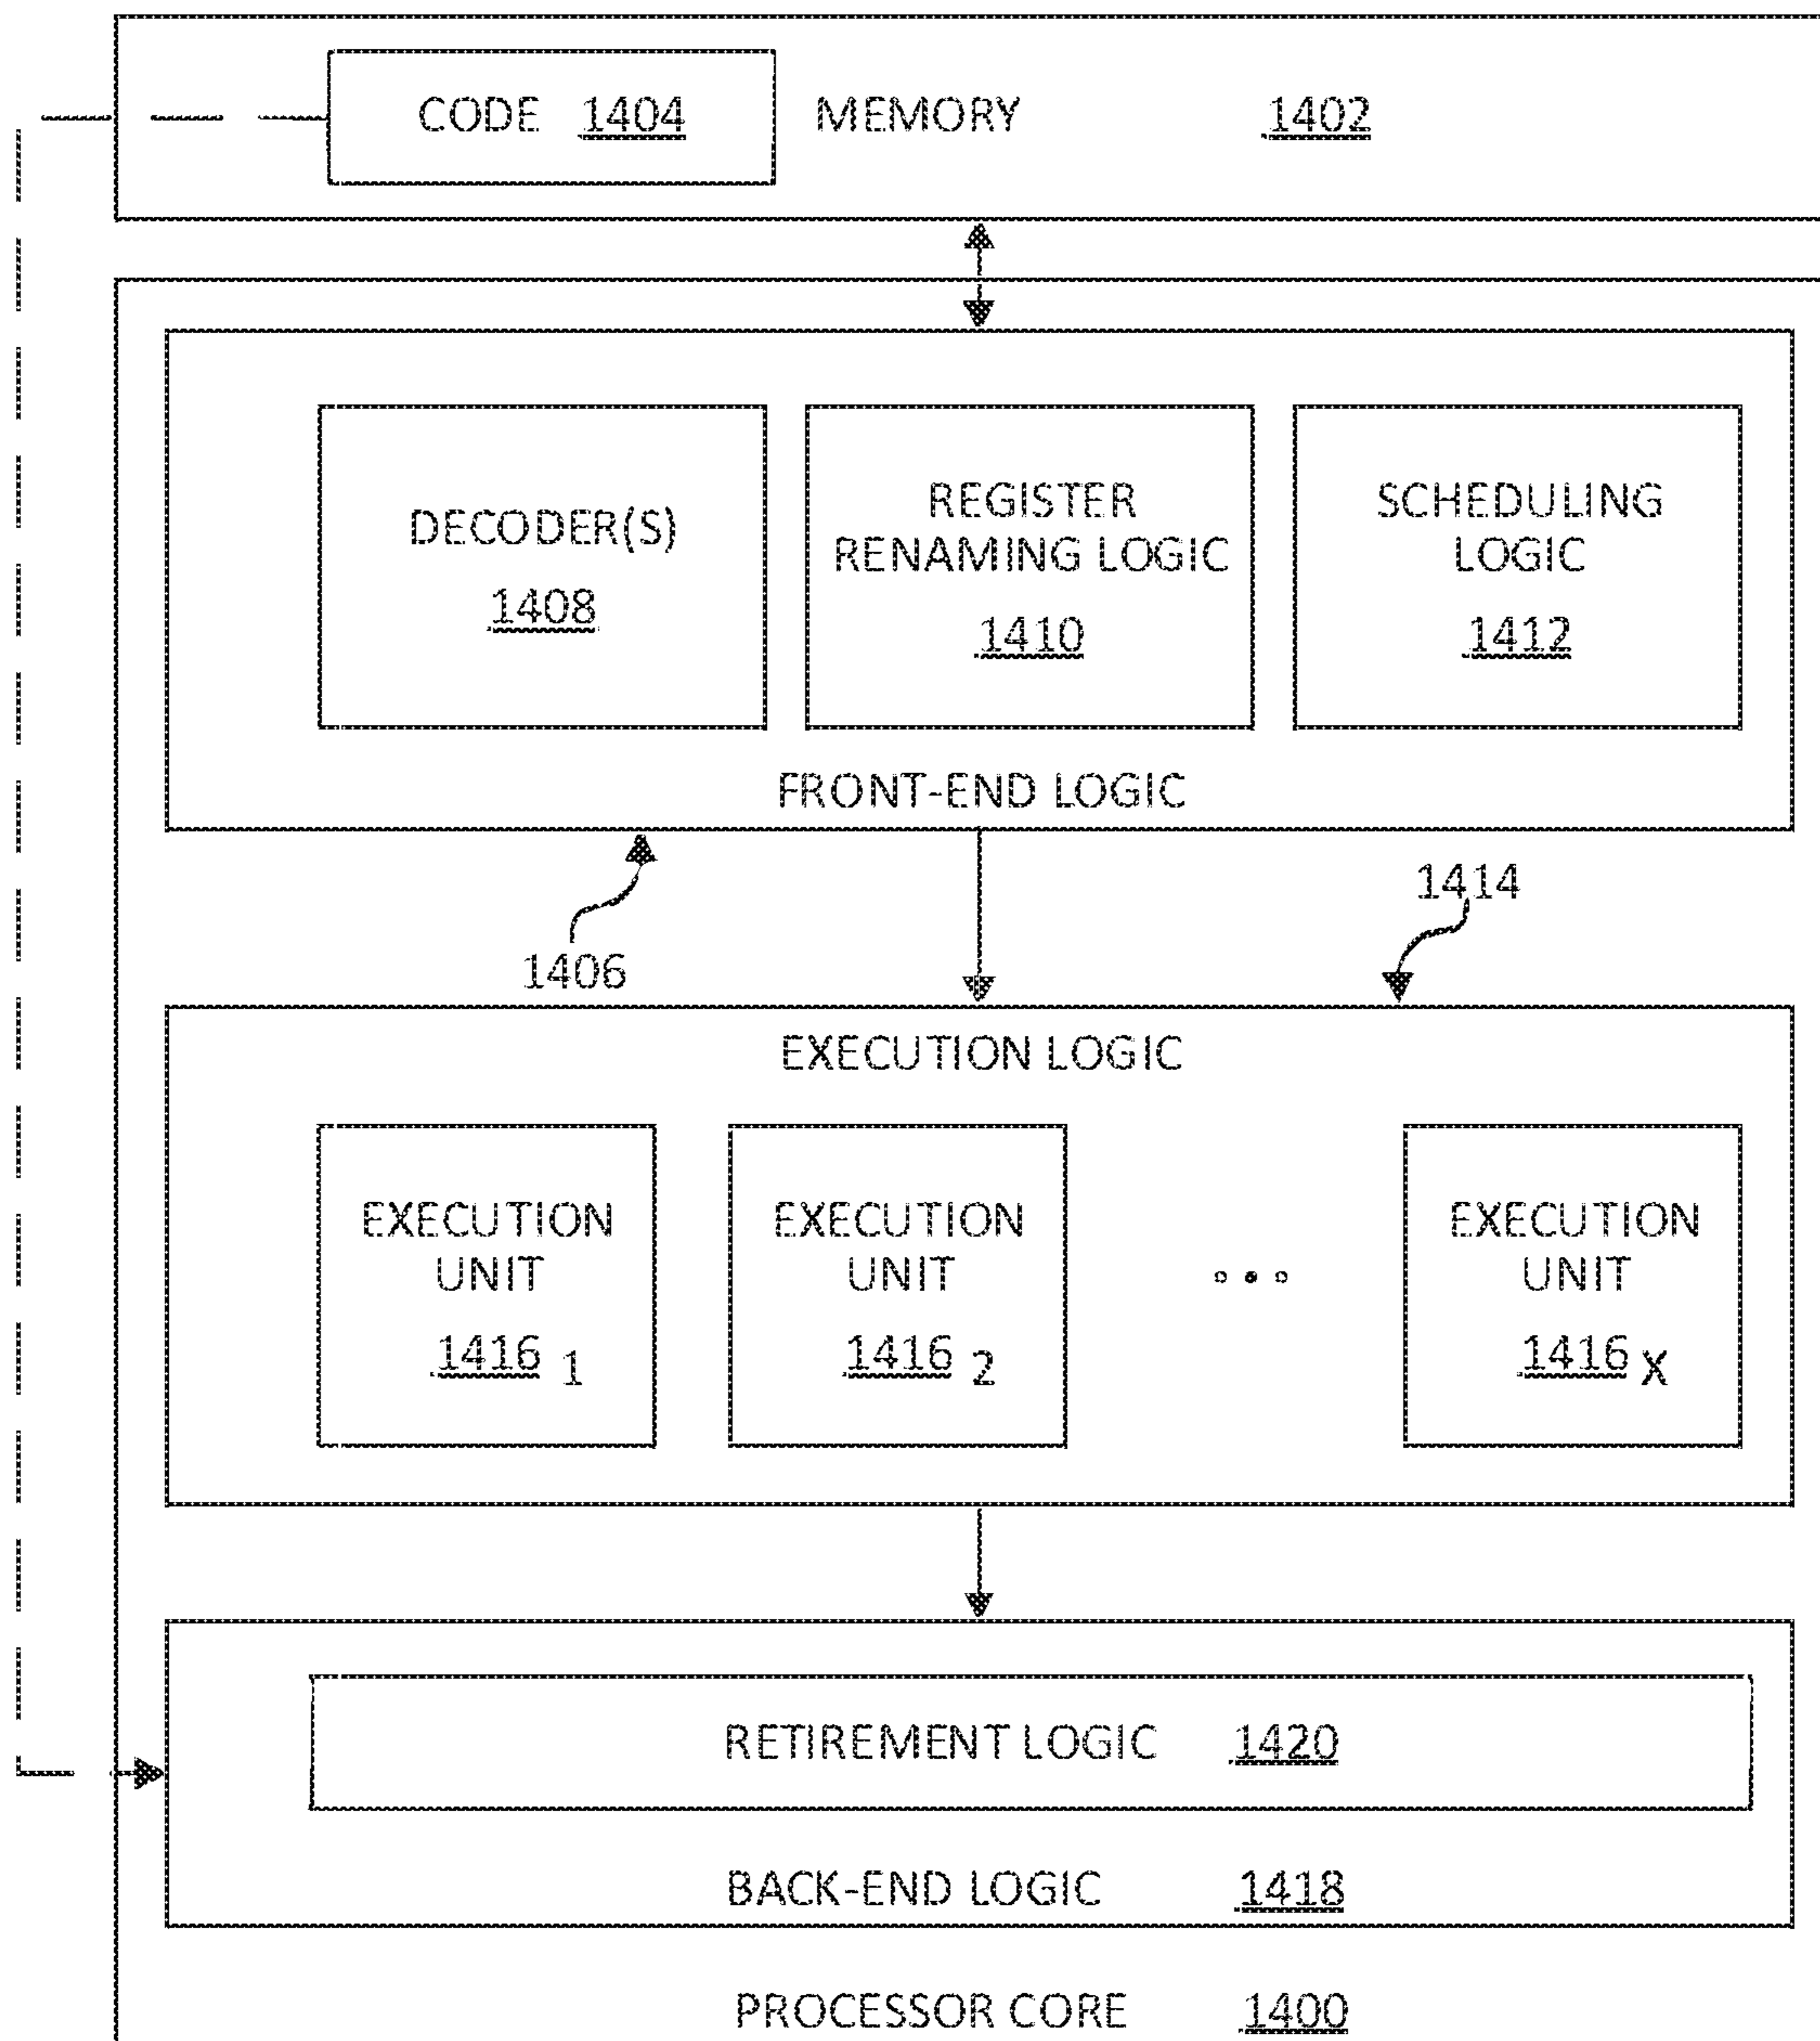 CODE 1404 MEMORY 1402
DECODER(S)
1408
REGISTER
RENAMING LOGIC
1410
SCHEDULING
LOGIC
1412
FRONT-END LOGIC
1406
1414
EXECUTION LOGIC
EXECUTION
UNIT
1416 1
EXECUTION
UNIT
1416 2
• • •
EXECUTION
UNIT
1416 X
RETIREMENT LOGIC 1420
BACK-END LOGIC 1418
PROCESSOR CORE 1400